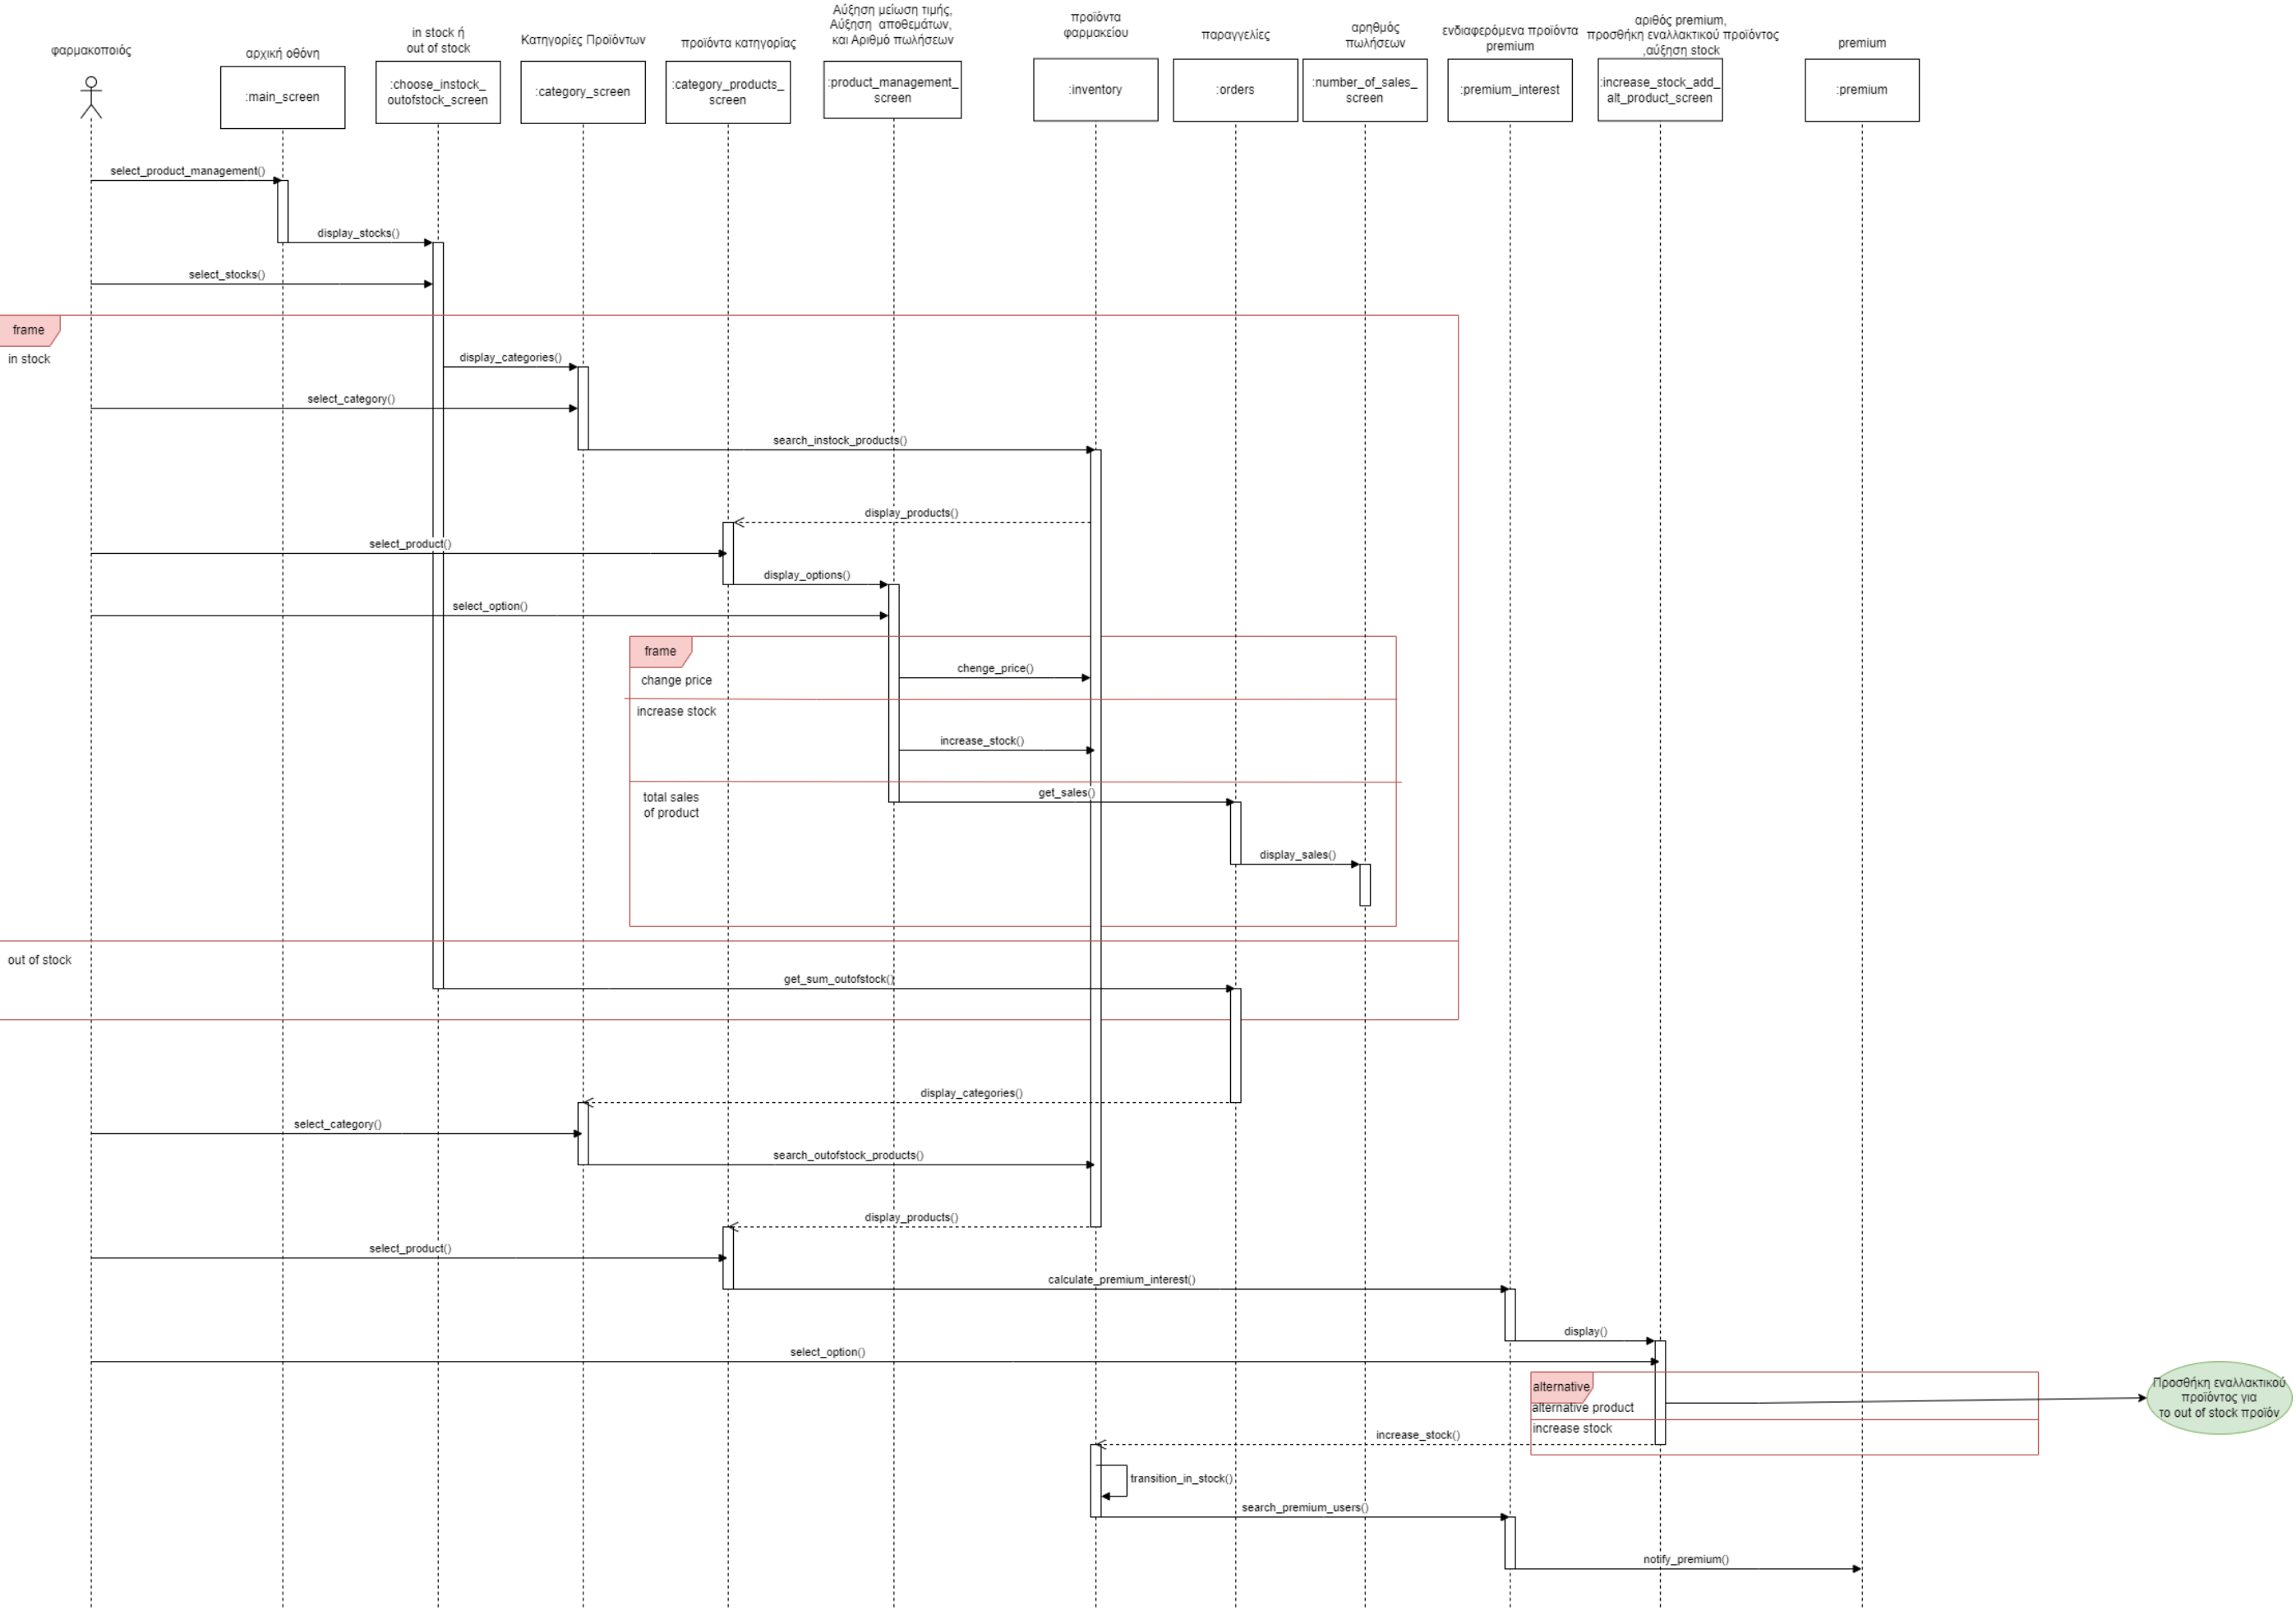 φαρμακοποιός
αρχική οθόνη
in stock ή
out of stock
Κατηγορίες Προϊόντων
προϊόντα κατηγορίας
Αύξηση μείωση τιμής,
Αύξηση αποθεμάτων,
και Αριθμό πωλήσεων
προϊόντα
φαρμακείου
παραγγελίες
αρηθμός
πωλήσεων
ενδιαφερόμενα προϊόντα
premium
αριθός premium,
προσθήκη εναλλακτικού προϊόντος
,αύξηση stock
premium
:main_screen
:choose_instock_
outofstock_screen
:category_screen
:category_products_
screen
:product_management_
screen
:inventory
:orders
:number_of_sales_
screen
:premium_interest
:increase_stock_add_
alt_product_screen
:premium
select_product_management()
display_stocks()
select_stocks()
frame
in stock
display_categories()
select_category()
search_instock_products()
display_products()
select_product()
display_options()
select_option()
frame
change price
chenge_price()
increase stock
increase_stock()
total sales
of product
get_sales()
display_sales()
out of stock
get_sum_outofstock()
display_categories()
select_category()
search_outofstock_products()
display_products()
select_product()
calculate_premium_interest()
display()
select_option()
alternative
alternative product
Προσθήκη εναλλακτικού
προϊόντος για
το out of stock προϊόν
increase stock
increase_stock()
transition_in_stock()
search_premium_users()
notify_premium()